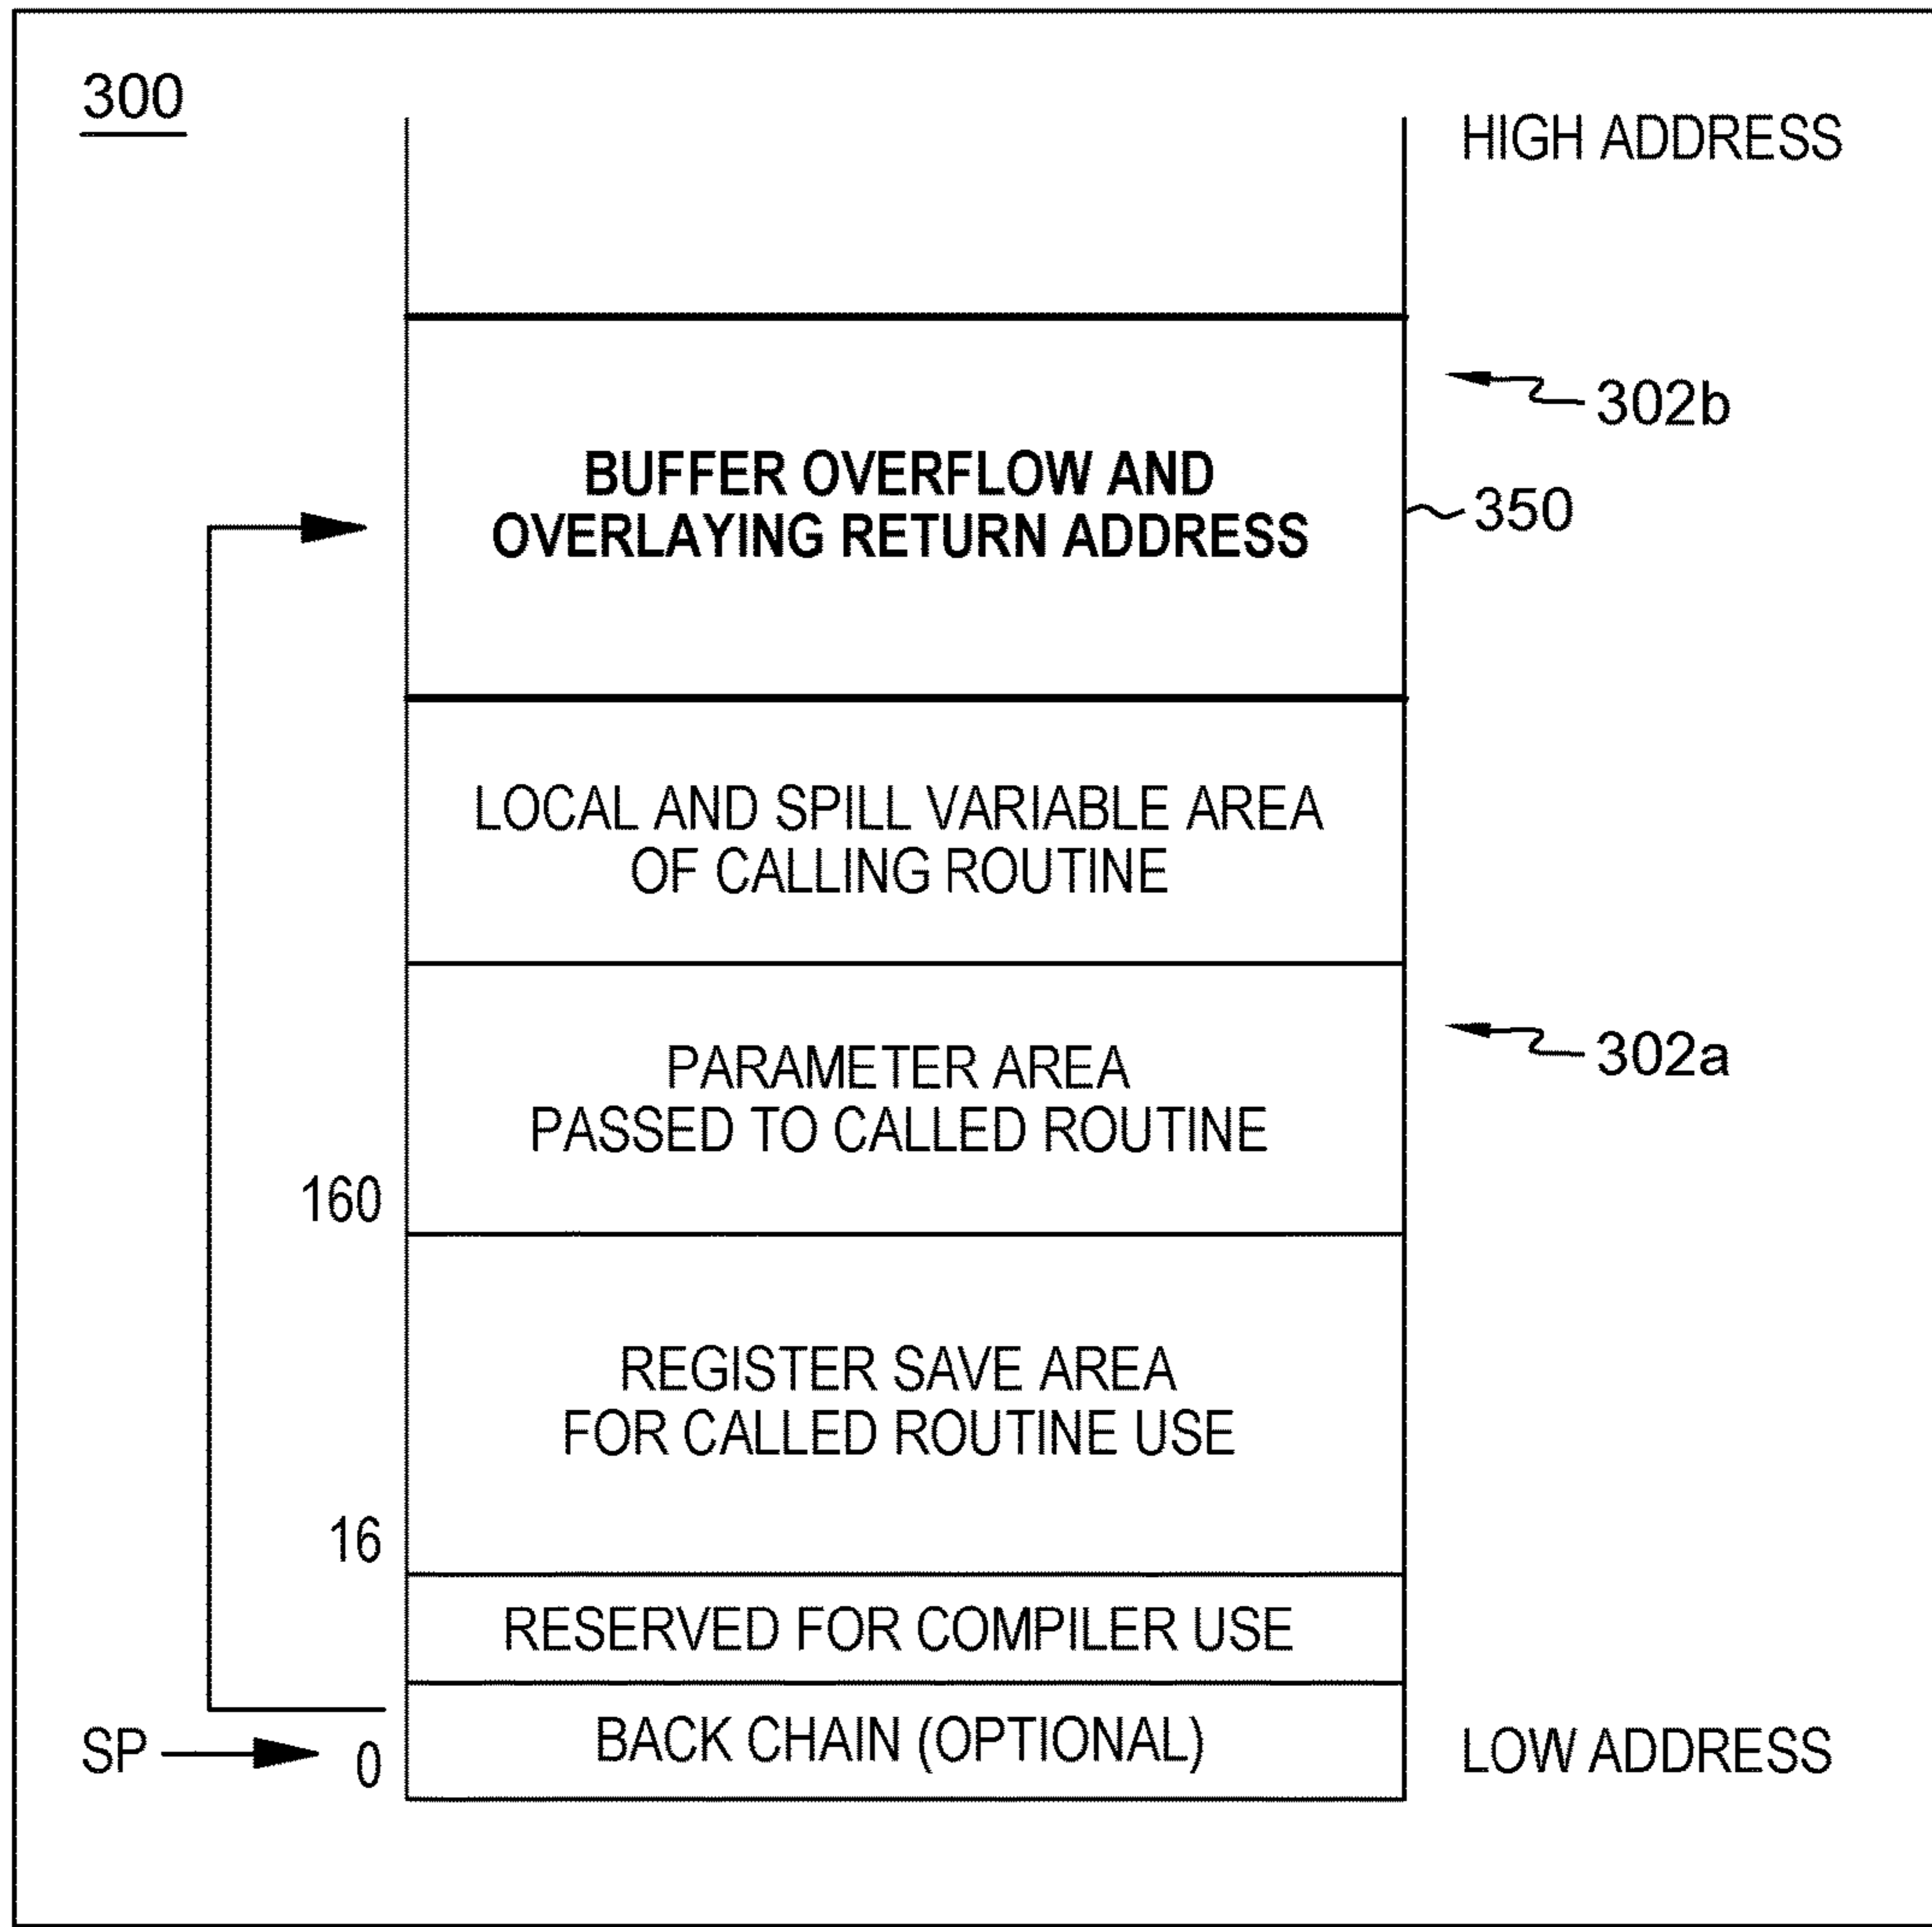 300
HIGH ADDRESS
302b
BUFFER OVERFLOW AND
OVERLAYING RETURN ADDRESS
350
LOCAL AND SPILL VARIABLE AREA
OF CALLING ROUTINE
302a
PARAMETER AREA
PASSED TO CALLED ROUTINE
160
REGISTER SAVE AREA
FOR CALLED ROUTINE USE
16
RESERVED FOR COMPILER USE
SP
0
BACK CHAIN (OPTIONAL)
LOW ADDRESS